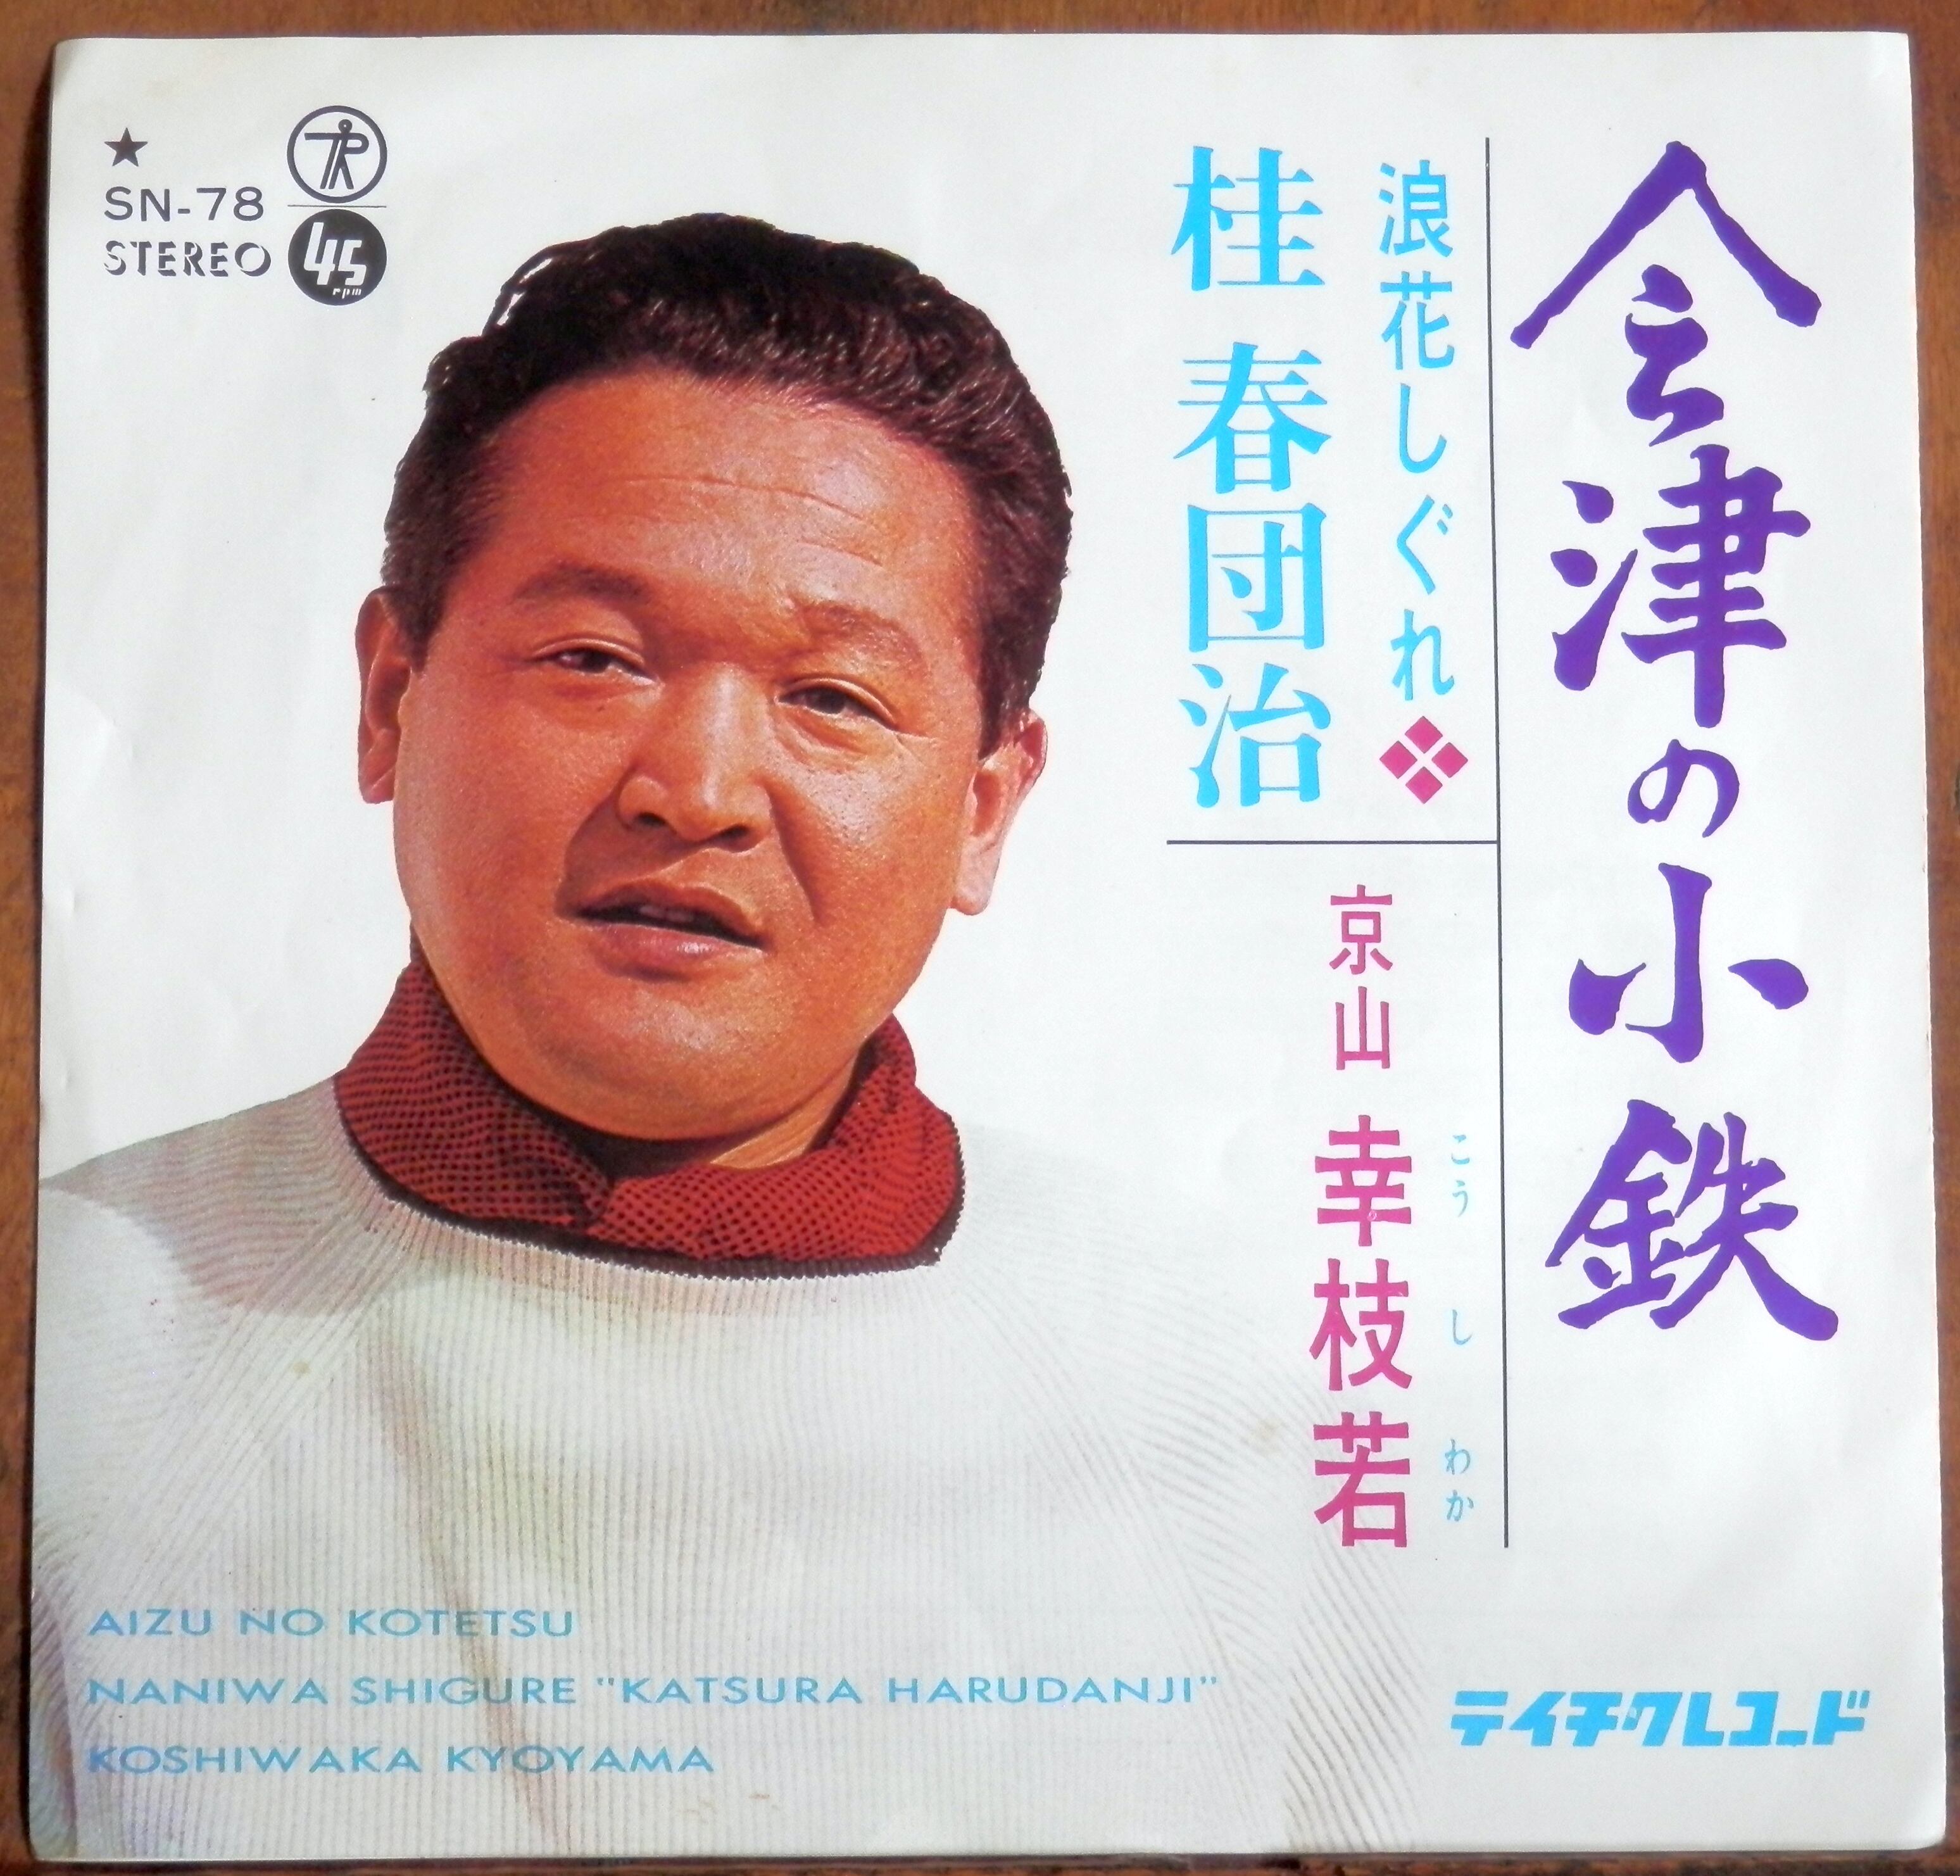 会津の小鉄
浪花しぐれ
桂 春団治
京山 幸枝若
こうしわか
★
SN-78
STEREO
TR
45
rpm
AIZU NO KOTETSU
NANIWA SHIGURE "KATSURA HARUDANJI"
KOSHIWAKA KYOYAMA
テイチクレコード